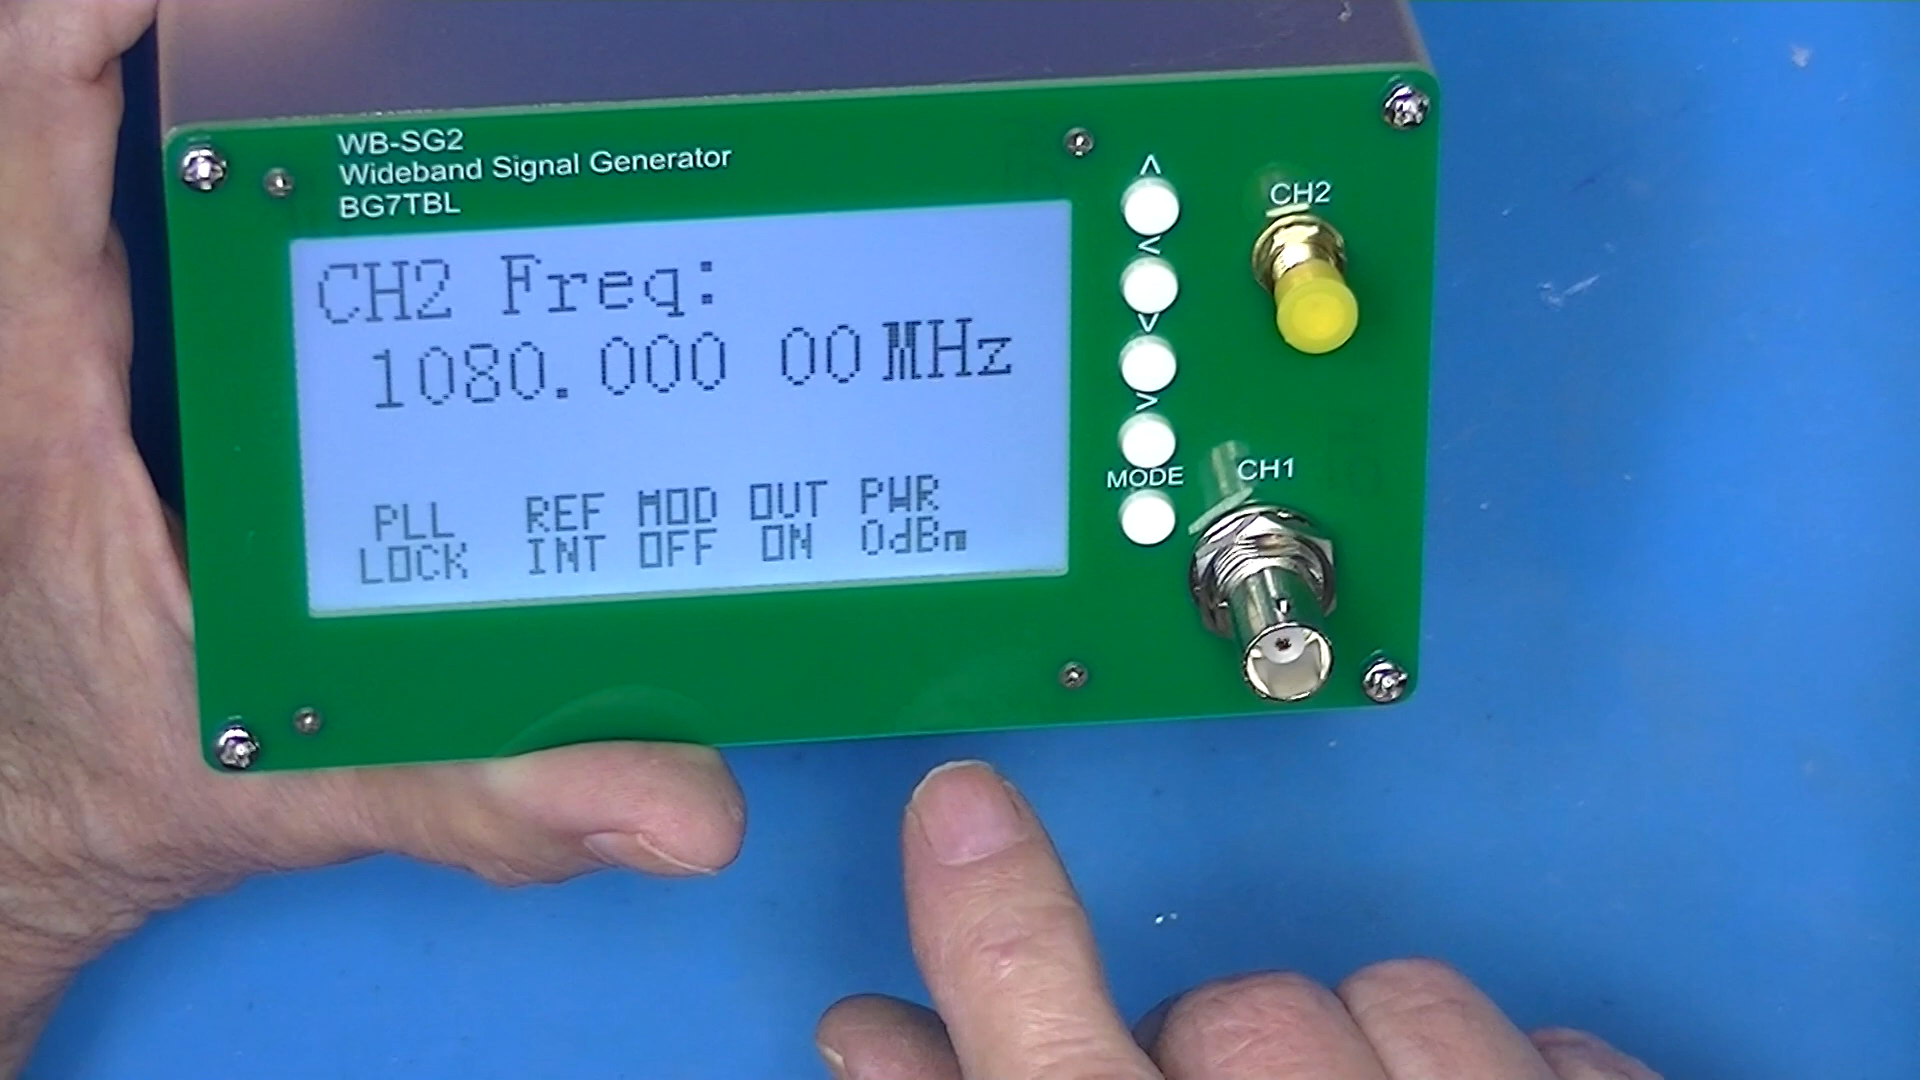 WB-SG2
Wideband Signal Generator
BG7TBL
CH2 Freq:
1080.000 00 MHz
PLL REF MOD OUT PWR
LOCK INT OFF ON 0dBm
^
<
v
>
MODE
CH2
CH1